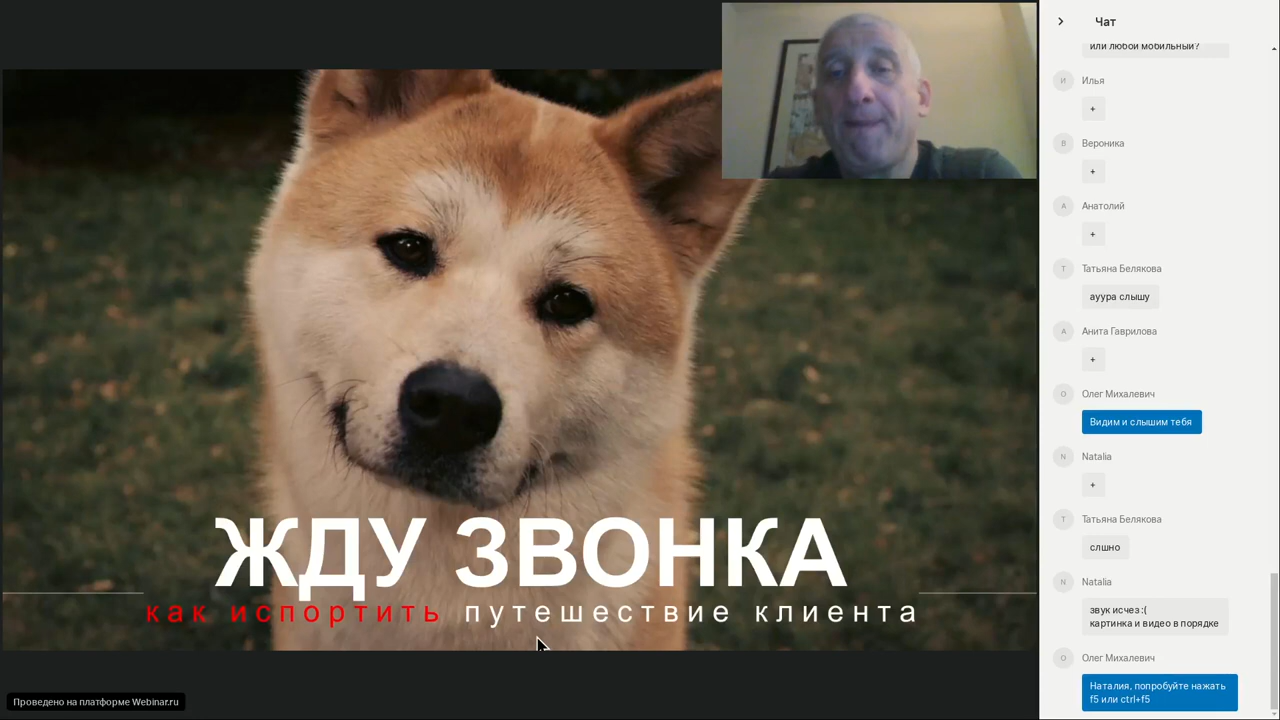 ЖДУ ЗВОНКА
как испортить путешествие клиента
Проведено на платформе Webinar.ru
Чат
или любой мобильный?
И
Илья
+
В
Вероника
+
А
Анатолий
+
Т
Татьяна Белякова
ауура слышу
А
Анита Гаврилова
+
О
Олег Михалевич
Видим и слышим тебя
N
Natalia
+
Т
Татьяна Белякова
слшно
N
Natalia
звук исчез :(
картинка и видео в порядке
О
Олег Михалевич
Наталия, попробуйте нажать
f5 или ctrl+f5